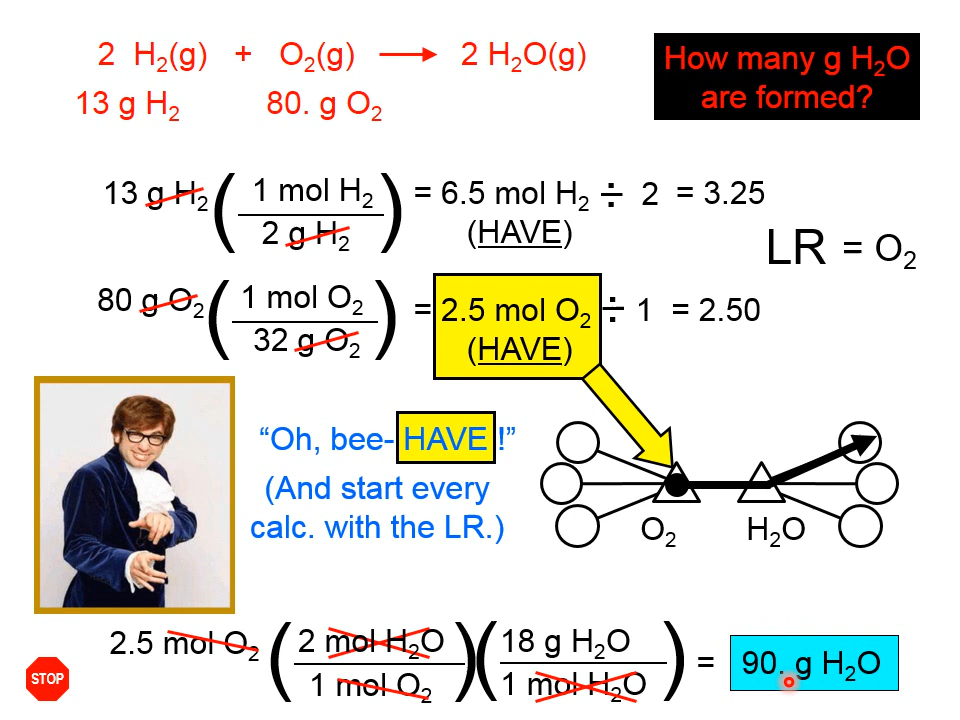 2 H₂(g) + O₂(g) ⟶ 2 H₂O(g)
13 g H₂ 80. g O₂
How many g H₂O
are formed?
13 g H₂ ( 1 mol H₂ / 2 g H₂ ) = 6.5 mol H₂ ÷ 2 = 3.25
(HAVE)
LR = O₂
80 g O₂ ( 1 mol O₂ / 32 g O₂ ) = 2.5 mol O₂ ÷ 1 = 2.50
(HAVE)
“Oh, bee- HAVE !”
(And start every
calc. with the LR.)
O₂ H₂O
2.5 mol O₂ ( 2 mol H₂O / 1 mol O₂ ) ( 18 g H₂O / 1 mol H₂O ) = 90. g H₂O
STOP